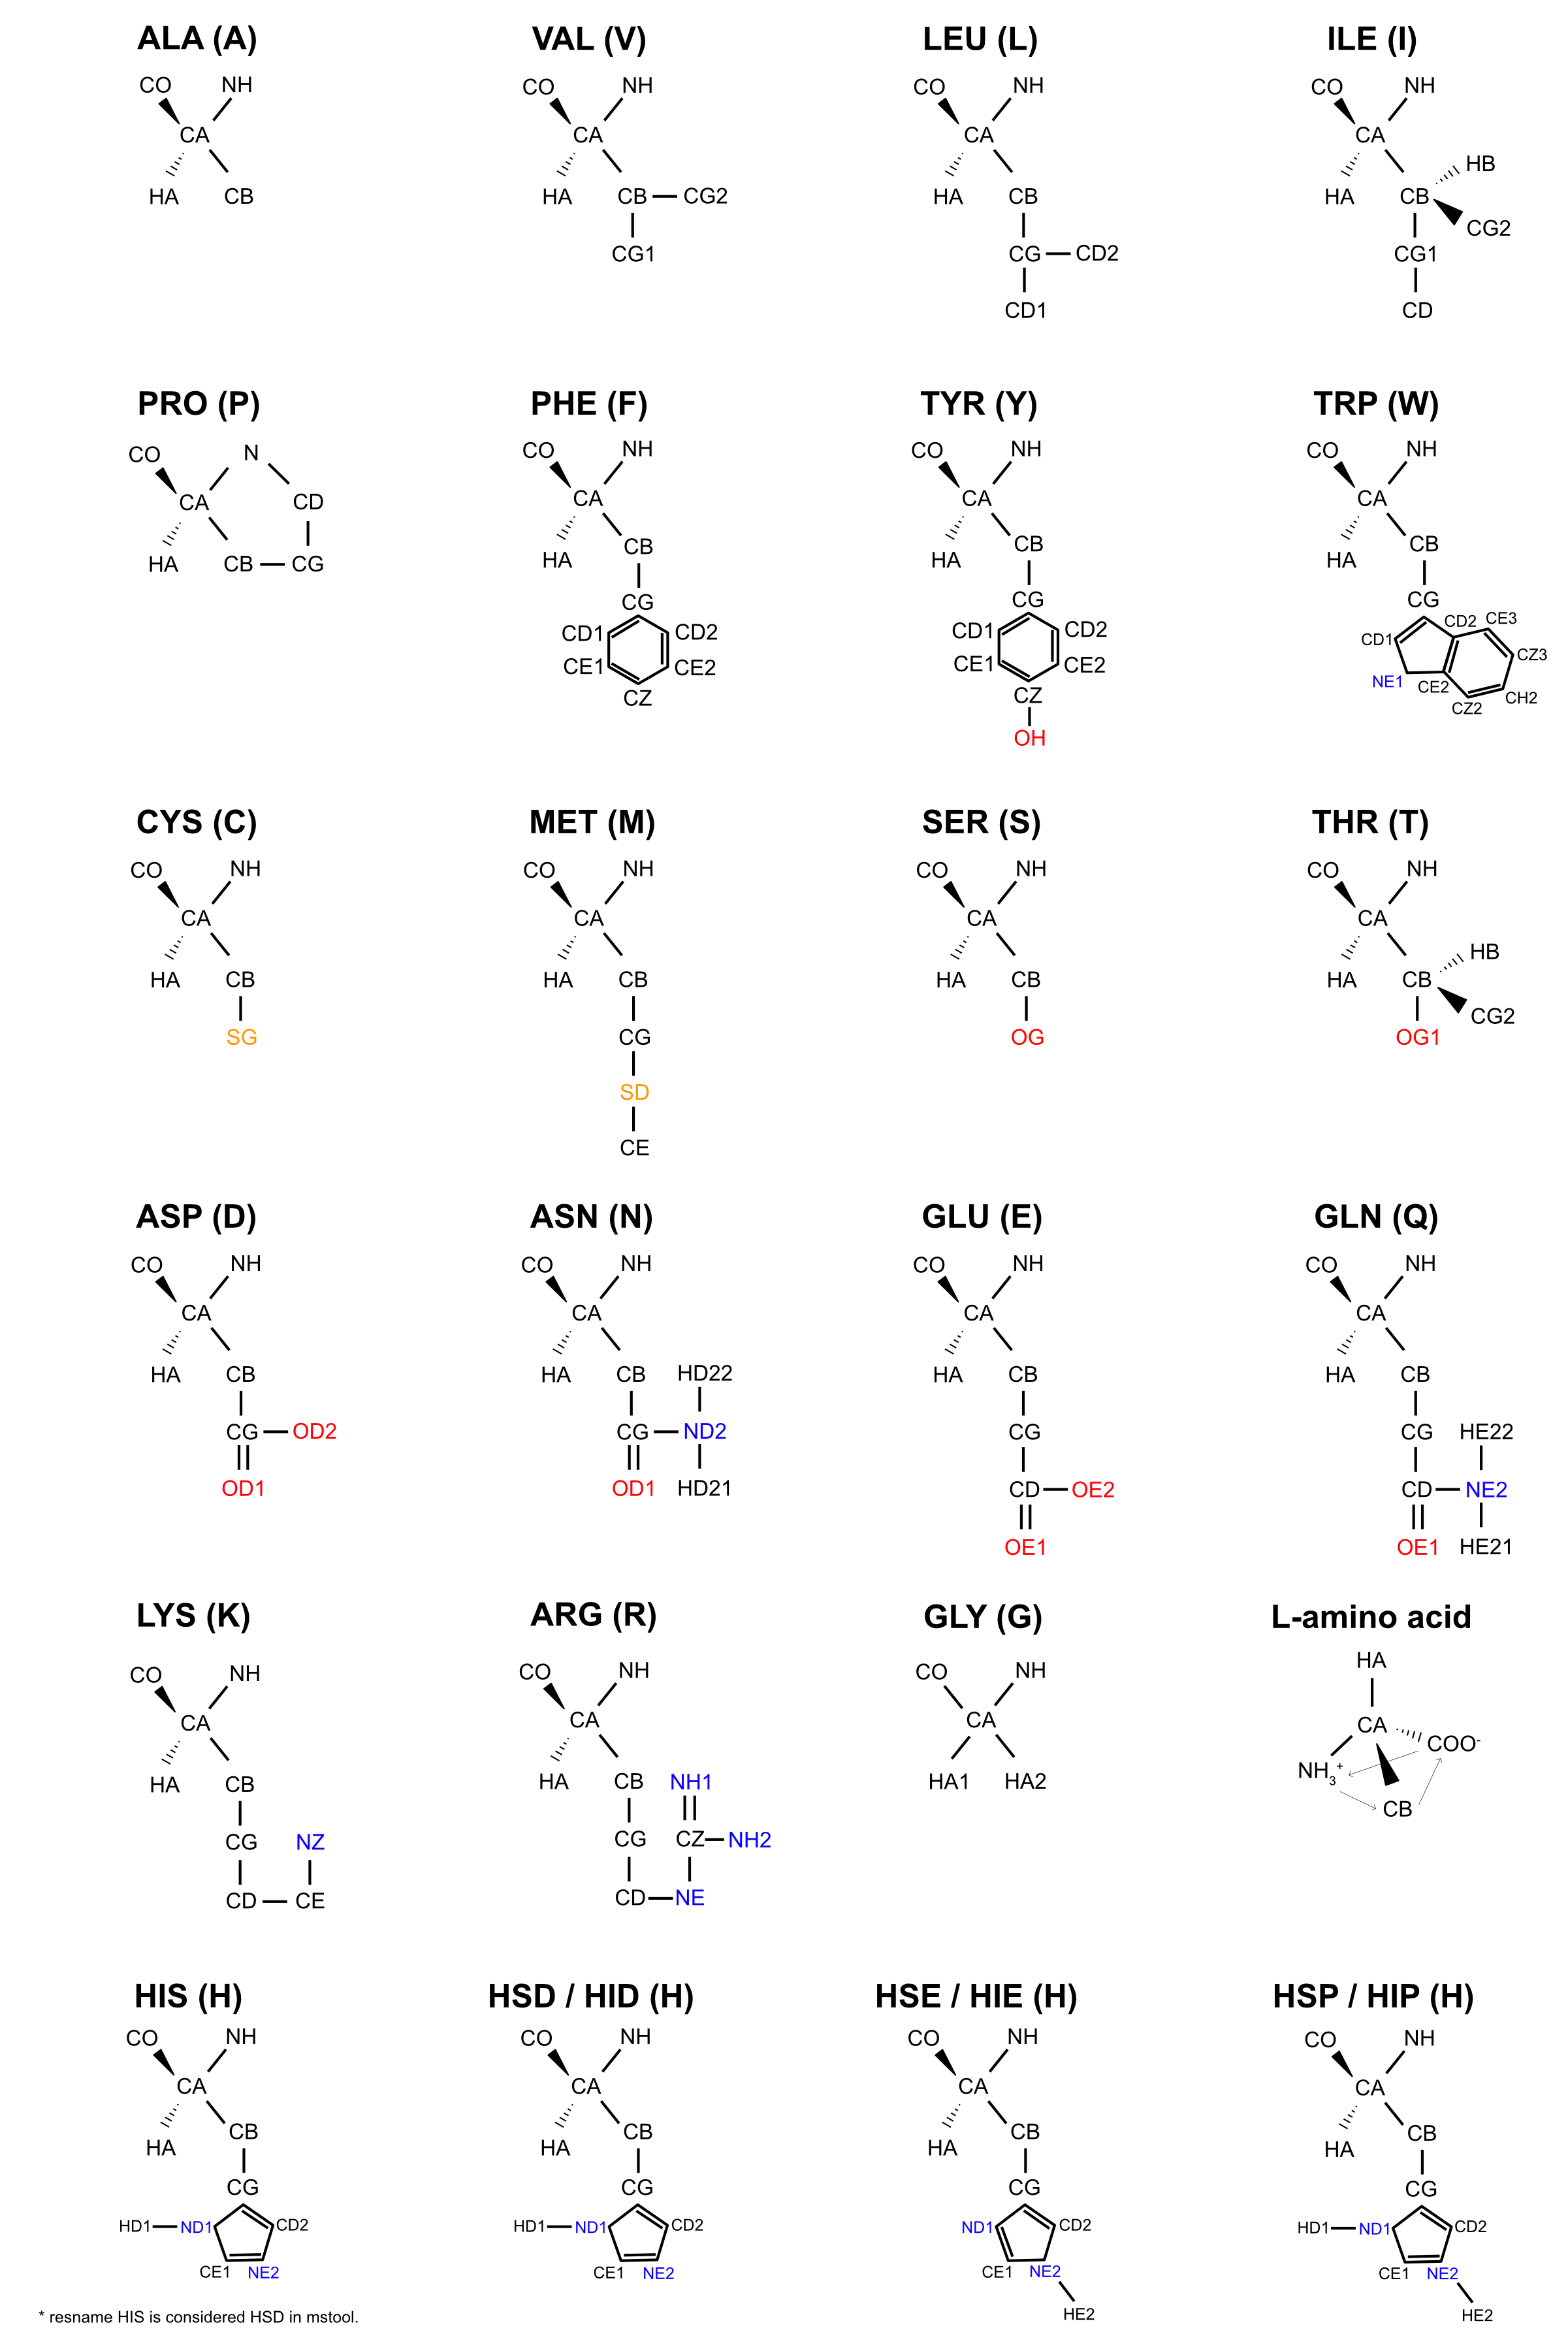 ALA (A) VAL (V) LEU (L) ILE (I)
CO NH CO NH CO NH CO NH
CA CA CA CA
HB
HA CB HA CB CG2 HA CB HA CB
CG2
CG1 CG CD2 CG1
CD1 CD
PRO (P) PHE (F) TYR (Y) TRP (W)
CO N CO NH CO NH CO NH
CA CD CA CA CA
HA CB CG HA CB HA CB HA CB
CG CG CG
CD1 CD2 CD1 CD2 CD1 CD2 CE3
CE1 CE2 CE1 CE2 CZ3
CZ CZ NE1 CE2 CH2
CZ2
OH
CYS (C) MET (M) SER (S) THR (T)
CO NH CO NH CO NH CO NH
CA CA CA CA
HB
HA CB HA CB HA CB HA CB
CG2
SG CG OG OG1
SD
CE
ASP (D) ASN (N) GLU (E) GLN (Q)
CO NH CO NH CO NH CO NH
CA CA CA CA
HA CB HA CB HD22 HA CB HA CB
CG OD2 CG ND2 CG CG HE22
OD1 OD1 HD21 CD OE2 CD NE2
OE1 OE1 HE21
LYS (K) ARG (R) GLY (G) L-amino acid
HA
CO NH CO NH CO NH
CA CA CA CA
COO-
NH3+
HA CB HA CB NH1 HA1 HA2 CB
CG NZ CG CZ NH2
CD CE CD NE
HIS (H) HSD / HID (H) HSE / HIE (H) HSP / HIP (H)
CO NH CO NH CO NH CO NH
CA CA CA CA
HA CB HA CB HA CB HA CB
CG CG CG CG
HD1 ND1 CD2 HD1 ND1 CD2 ND1 CD2 HD1 ND1 CD2
CE1 NE2 CE1 NE2 CE1 NE2 CE1 NE2
HE2 HE2
* resname HIS is considered HSD in mstool.